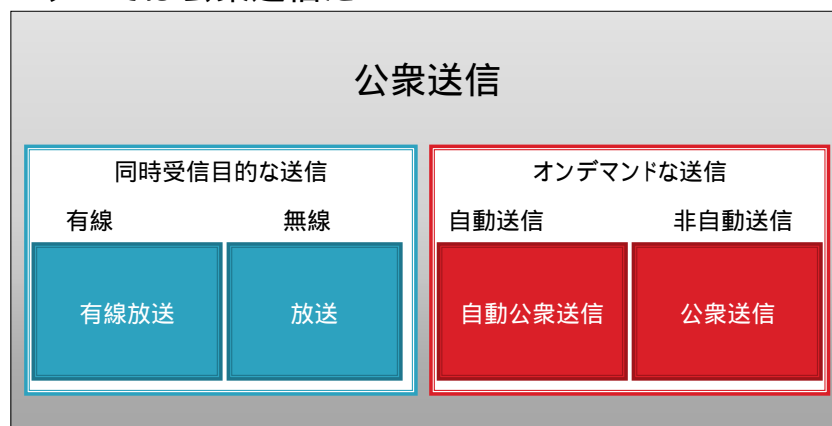 公衆送信
同時受信目的な送信
有線
無線
有線放送
放送
オンデマンドな送信
自動送信
非自動送信
自動公衆送信
公衆送信